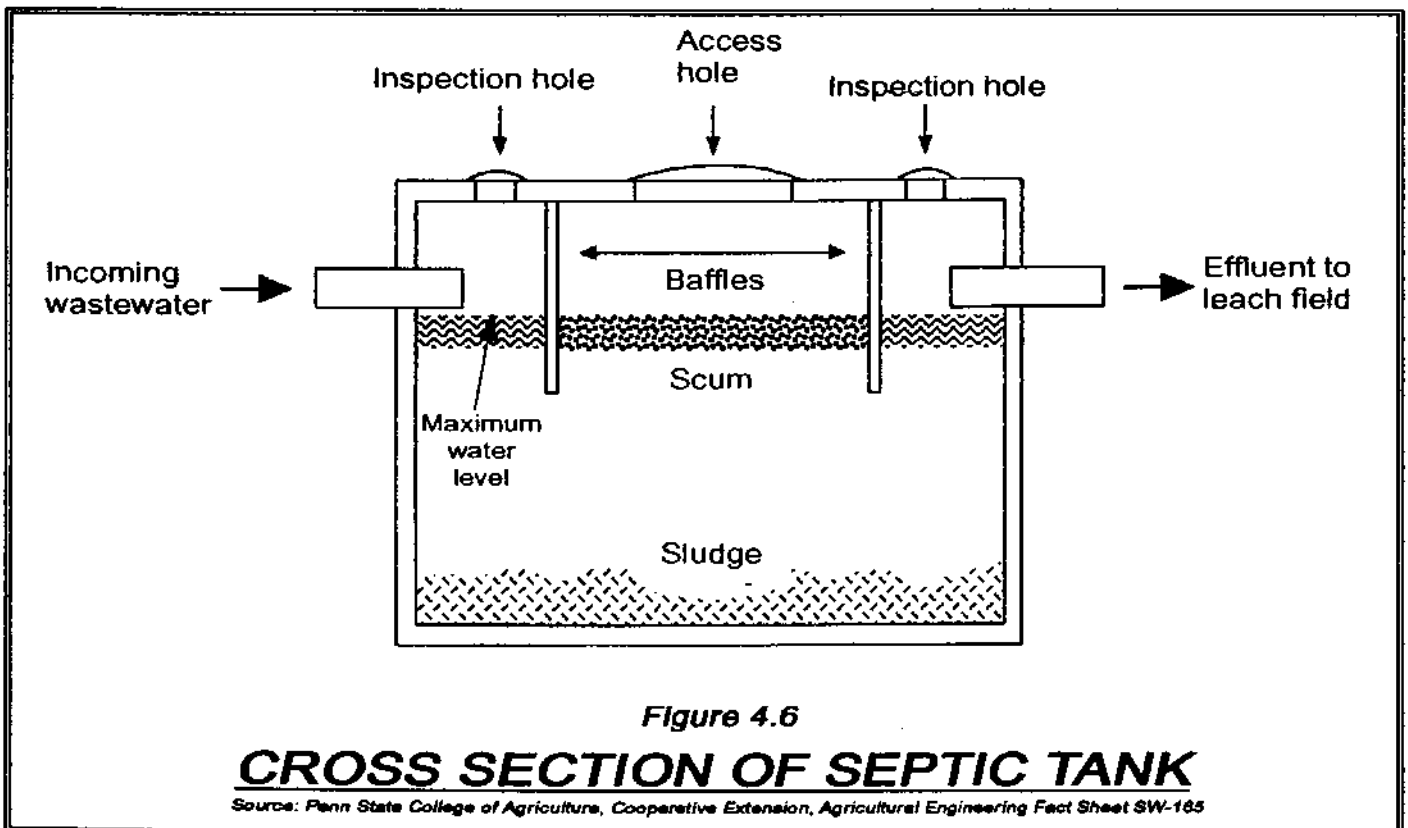 Access
hole
Inspection hole
Inspection hole
Incoming
wastewater
Baffles
Effluent to
leach field
Scum
Maximum
water
level
Sludge
Figure 4.6
CROSS SECTION OF SEPTIC TANK
Source: Penn State College of Agriculture, Cooperative Extension, Agricultural Engineering Fact Sheet SW-165